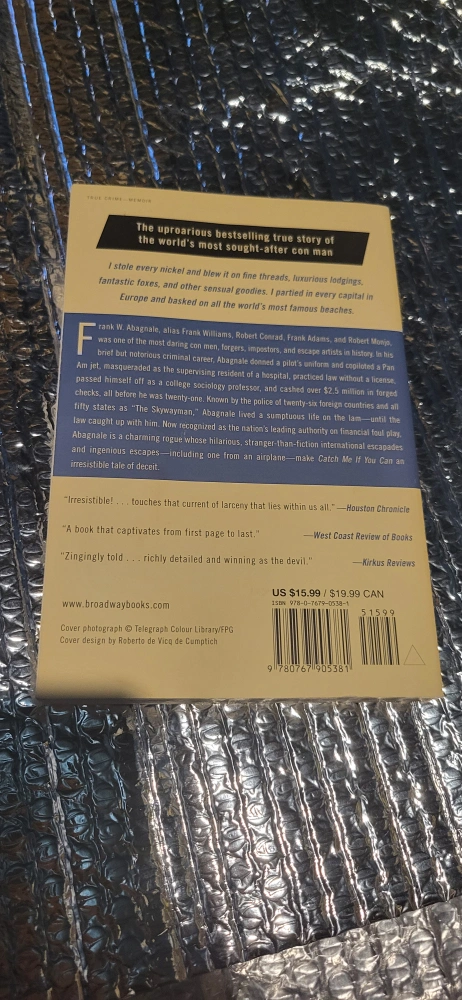 TRUE CRIME—MEMOIR
The uproarious bestselling true story of
the world's most sought-after con man
I stole every nickel and blew it on fine threads, luxurious lodgings,
fantastic foxes, and other sensual goodies. I partied in every capital in
Europe and basked on all the world's most famous beaches.
Frank W. Abagnale, alias Frank Williams, Robert Conrad, Frank Adams, and Robert Monjo,
was one of the most daring con men, forgers, impostors, and escape artists in history. In his
brief but notorious criminal career, Abagnale donned a pilot's uniform and copiloted a Pan
Am jet, masqueraded as the supervising resident of a hospital, practiced law without a license,
passed himself off as a college sociology professor, and cashed over $2.5 million in forged
checks, all before he was twenty-one. Known by the police of twenty-six foreign countries and all
fifty states as "The Skywayman," Abagnale lived a sumptuous life on the lam—until the
law caught up with him. Now recognized as the nation's leading authority on financial foul play,
Abagnale is a charming rogue whose hilarious, stranger-than-fiction international escapades
and ingenious escapes—including one from an airplane—make Catch Me If You Can an
irresistible tale of deceit.
"Irresistible! . . . touches that current of larceny that lies within us all." —Houston Chronicle
"A book that captivates from first page to last." —West Coast Review of Books
"Zingingly told . . . richly detailed and winning as the devil." —Kirkus Reviews
US $15.99 / $19.99 CAN
ISBN 978-0-7679-0538-1
51599
www.broadwaybooks.com
Cover photograph © Telegraph Colour Library/FPG
Cover design by Roberto de Vicq de Cumptich
9 780767 905381